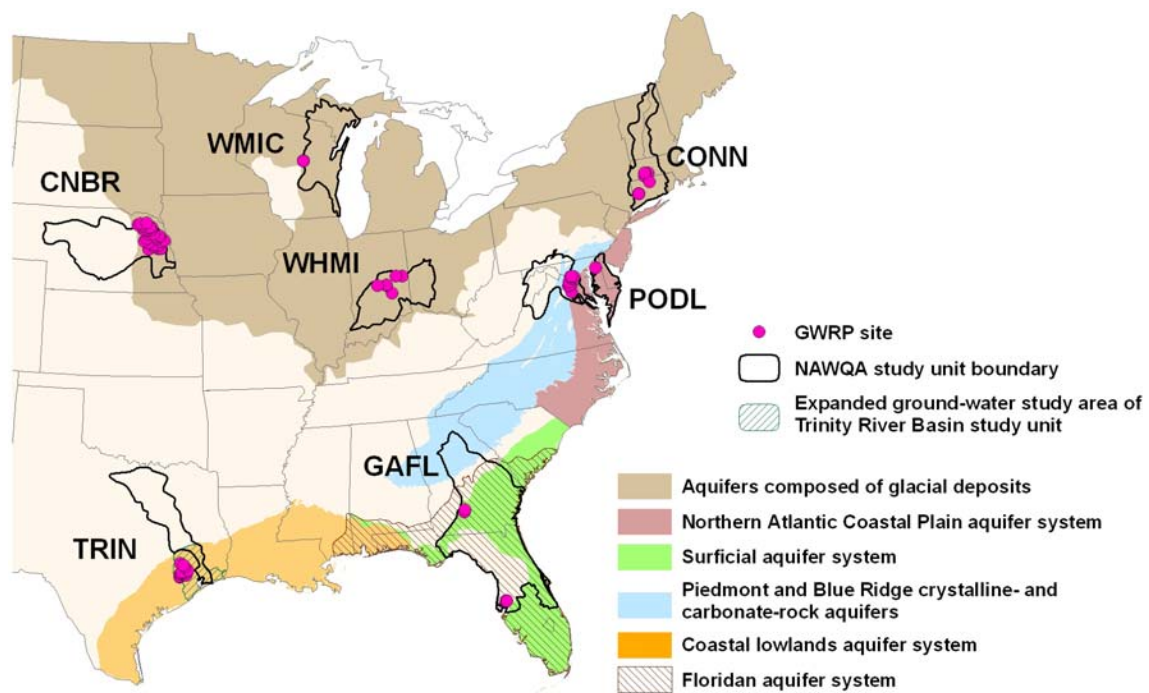 WMIC
CONN
CNBR
WHMI
PODL
GWRP site
NAWQA study unit boundary
Expanded ground-water study area of
Trinity River Basin study unit
GAFL
Aquifers composed of glacial deposits
Northern Atlantic Coastal Plain aquifer system
TRIN
Surficial aquifer system
Piedmont and Blue Ridge crystalline- and
carbonate-rock aquifers
Coastal lowlands aquifer system
Floridan aquifer system